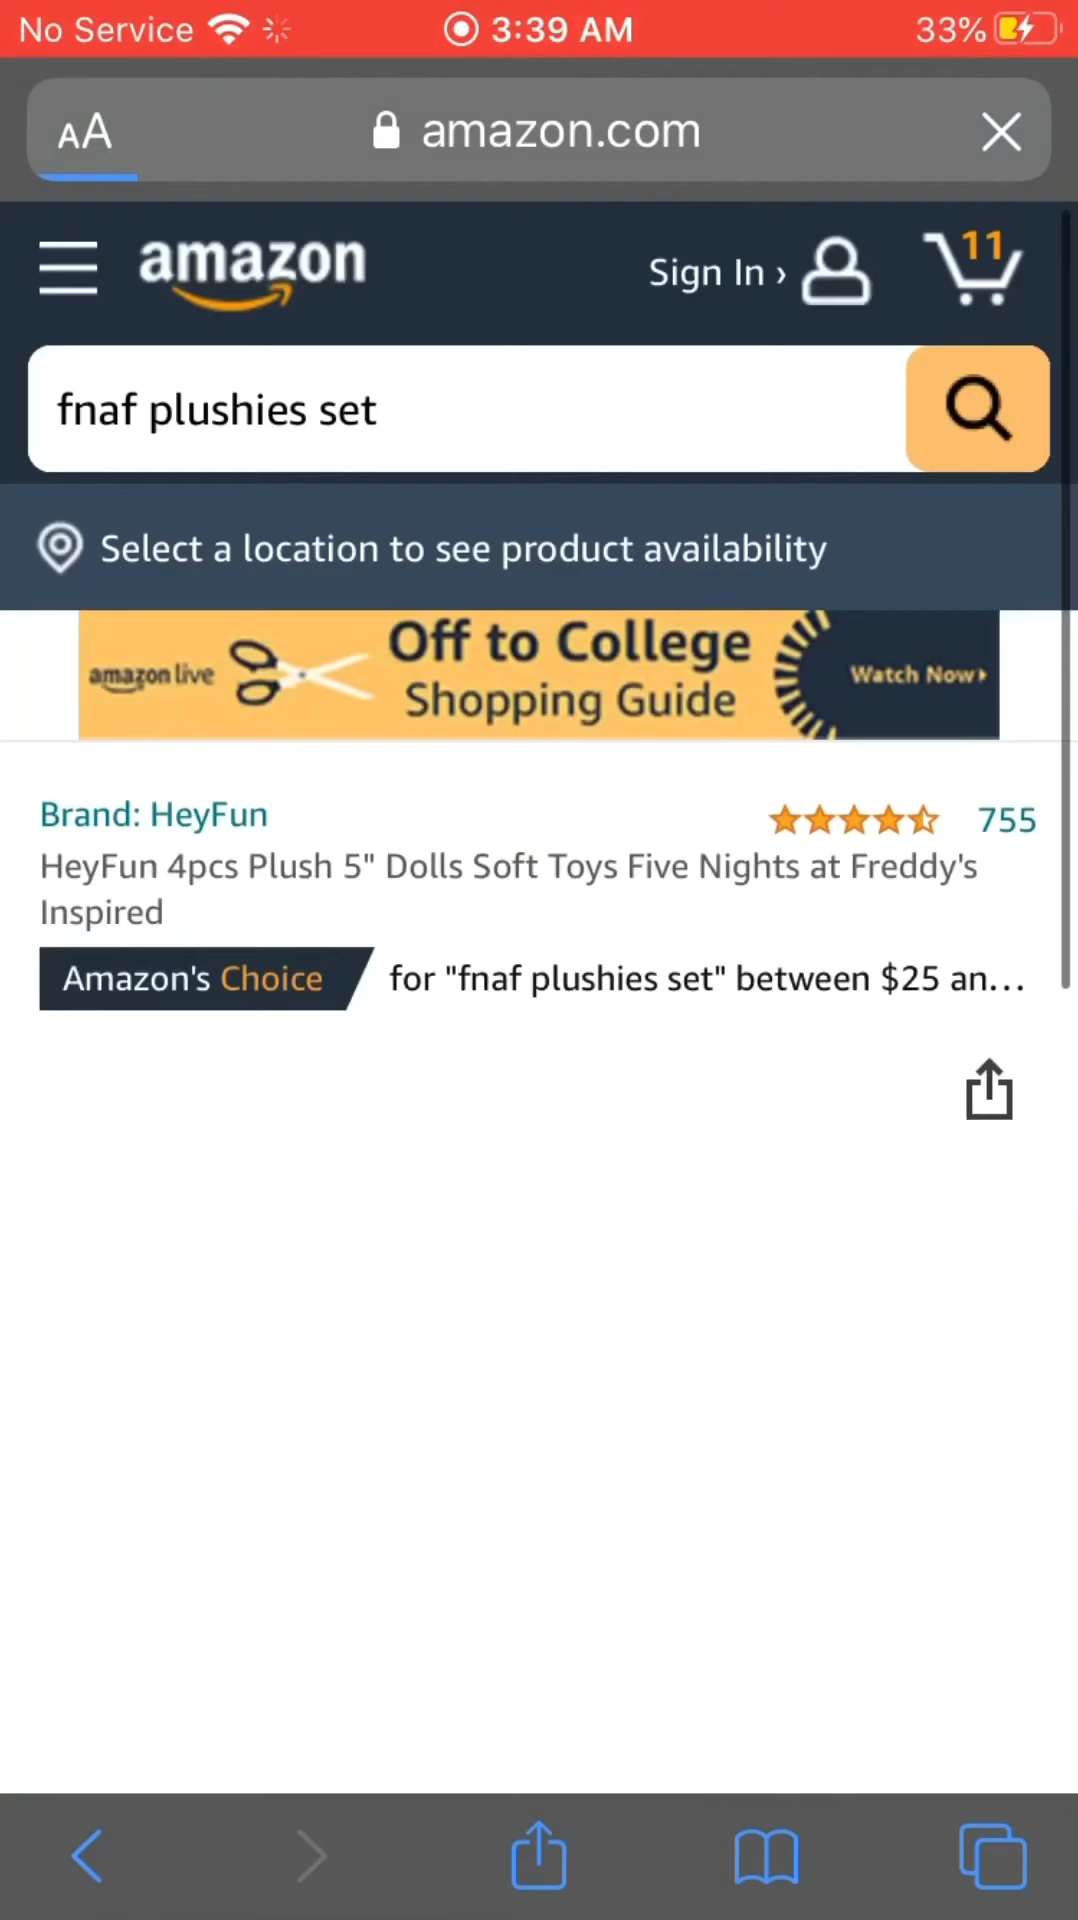 No Service 3:39 AM 33%
AA amazon.com
amazon Sign In › 11
fnaf plushies set
Select a location to see product availability
amazon live Off to College Watch Now
Shopping Guide
Brand: HeyFun 755
HeyFun 4pcs Plush 5" Dolls Soft Toys Five Nights at Freddy's
Inspired
Amazon's Choice for "fnaf plushies set" between $25 an...